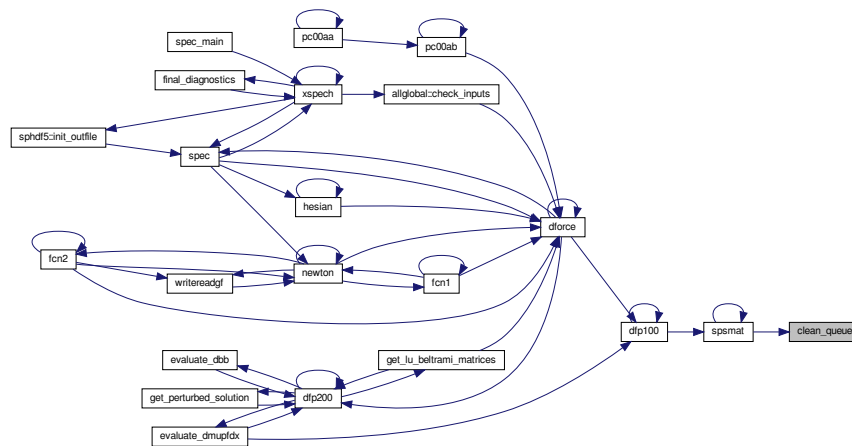 spec_main
pc00aa
pc00ab
final_diagnostics
xspech
allglobal::check_inputs
sphdf5::init_outfile
spec
hesian
dforce
fcn2
newton
writereadgf
fcn1
dfp100
spsmat
clean_queue
evaluate_dbb
get_lu_beltrami_matrices
get_perturbed_solution
dfp200
evaluate_dmupfdx